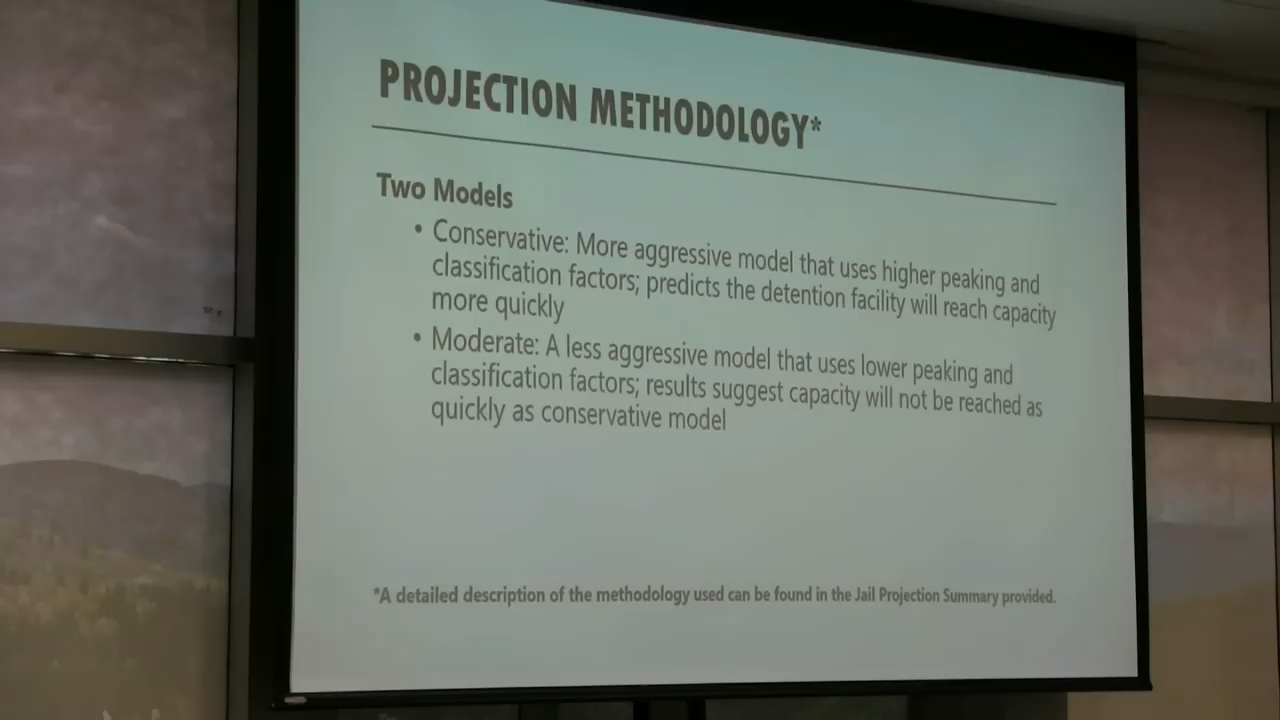 PROJECTION METHODOLOGY*
Two Models
• Conservative: More aggressive model that uses higher peaking and
classification factors; predicts the detention facility will reach capacity
more quickly
• Moderate: A less aggressive model that uses lower peaking and
classification factors; results suggest capacity will not be reached as
quickly as conservative model
*A detailed description of the methodology used can be found in the Jail Projection Summary provided.